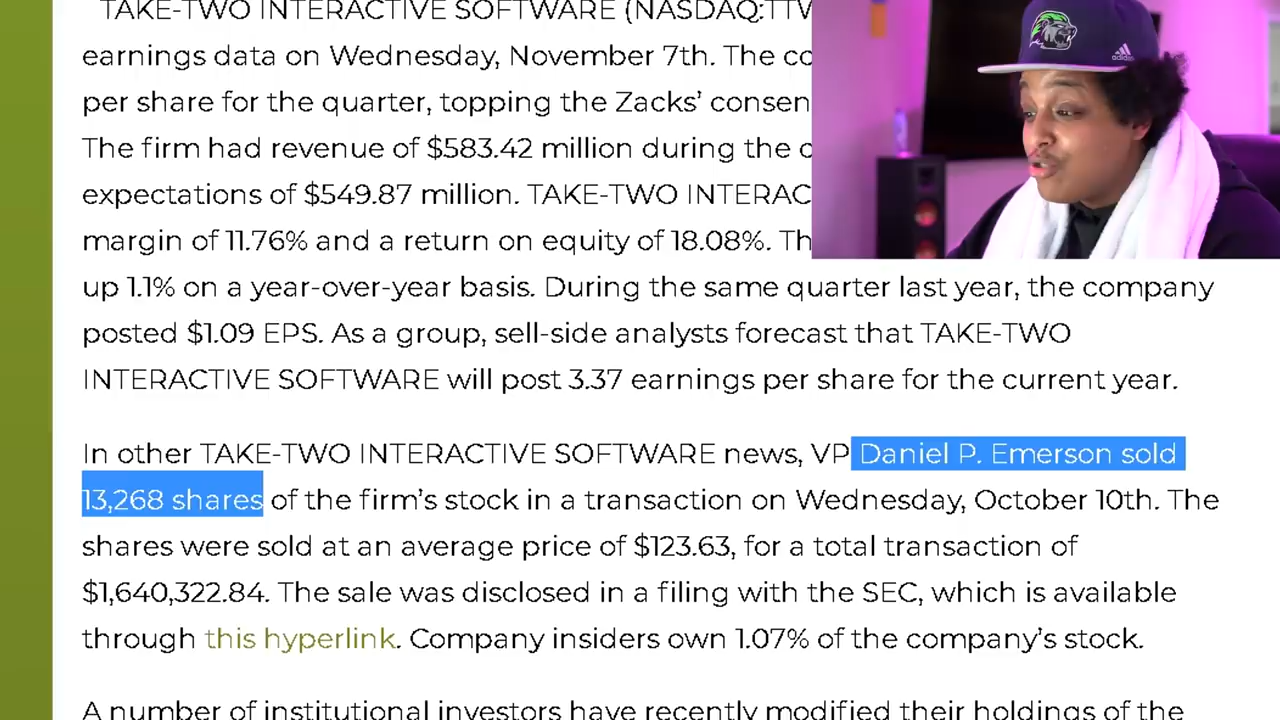 TAKE-TWO INTERACTIVE SOFTWARE (NASDAQ:TTW
earnings data on Wednesday, November 7th. The
per share for the quarter, topping the Zacks’
The firm had revenue of $583.42 million during the
expectations of $549.87 million. TAKE-TWO
margin of 11.76% and a return on equity of 18.08%.
up 1.1% on a year-over-year basis. During the same quarter last year, the company
posted $1.09 EPS. As a group, sell-side analysts forecast that TAKE-TWO
INTERACTIVE SOFTWARE will post 3.37 earnings per share for the current year.
In other TAKE-TWO INTERACTIVE SOFTWARE news, VP Daniel P. Emerson sold
13,268 shares of the firm’s stock in a transaction on Wednesday, October 10th. The
shares were sold at an average price of $123.63, for a total transaction of
$1,640,322.84. The sale was disclosed in a filing with the SEC, which is available
through this hyperlink. Company insiders own 1.07% of the company’s stock.
A number of institutional investors have recently modified their holdings of the
adidas